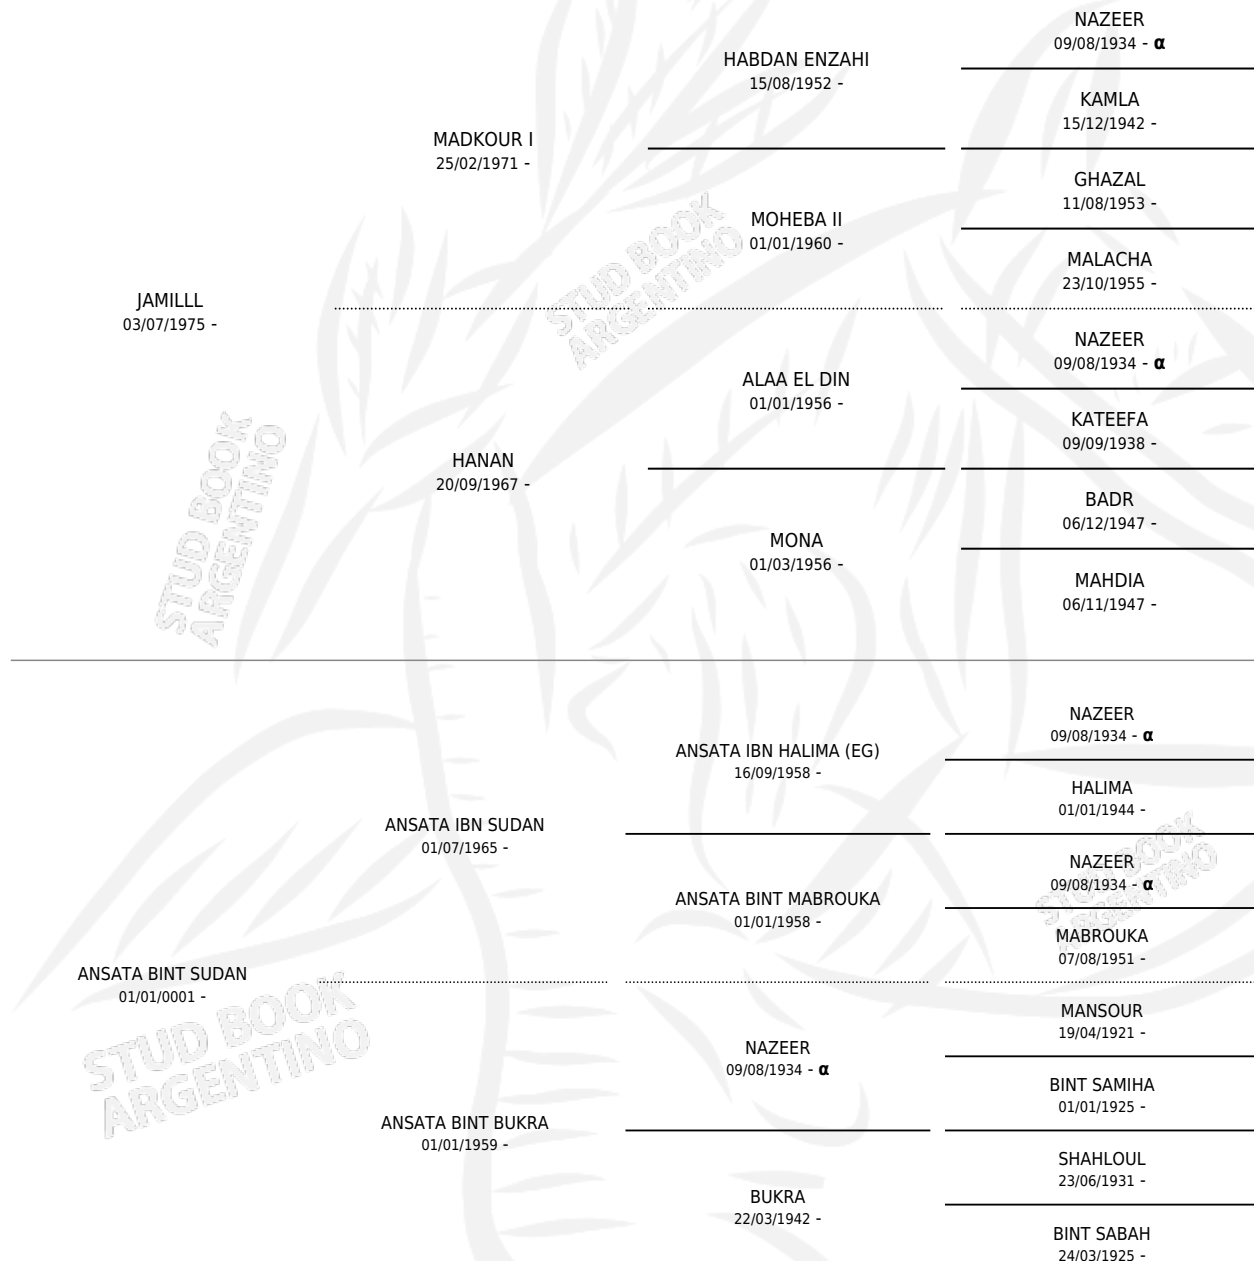 NAZEER
09/08/1934 - α
HABDAN ENZAHI
15/08/1952 -
KAMLA
15/12/1942 -
MADKOUR I
25/02/1971 -
GHAZAL
11/08/1953 -
MOHEBA II
01/01/1960 -
MALACHA
23/10/1955 -
JAMILLL
03/07/1975 -
NAZEER
09/08/1934 - α
ALAA EL DIN
01/01/1956 -
KATEEFA
09/09/1938 -
HANAN
20/09/1967 -
BADR
06/12/1947 -
MONA
01/03/1956 -
MAHDIA
06/11/1947 -
NAZEER
09/08/1934 - α
ANSATA IBN HALIMA (EG)
16/09/1958 -
HALIMA
01/01/1944 -
ANSATA IBN SUDAN
01/07/1965 -
NAZEER
09/08/1934 - α
ANSATA BINT MABROUKA
01/01/1958 -
MABROUKA
07/08/1951 -
ANSATA BINT SUDAN
01/01/0001 -
MANSOUR
19/04/1921 -
NAZEER
09/08/1934 - α
BINT SAMIHA
01/01/1925 -
ANSATA BINT BUKRA
01/01/1959 -
SHAHLOUL
23/06/1931 -
BUKRA
22/03/1942 -
BINT SABAH
24/03/1925 -
STUD BOOK
ARGENTINO
STUD BOOK
ARGENTINO
STUD BOOK
ARGENTINO
STUD BOOK
ARGENTINO